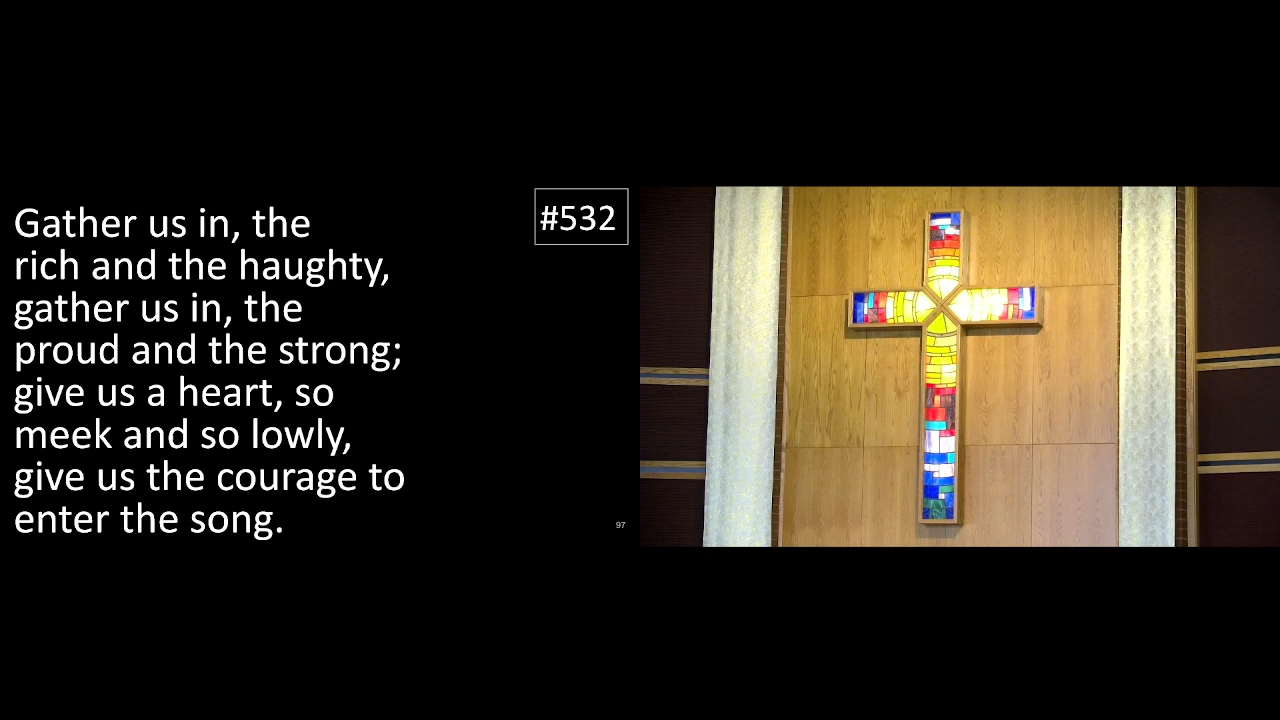 Gather us in, the
rich and the haughty,
gather us in, the
proud and the strong;
give us a heart, so
meek and so lowly,
give us the courage to
enter the song.
#532
97